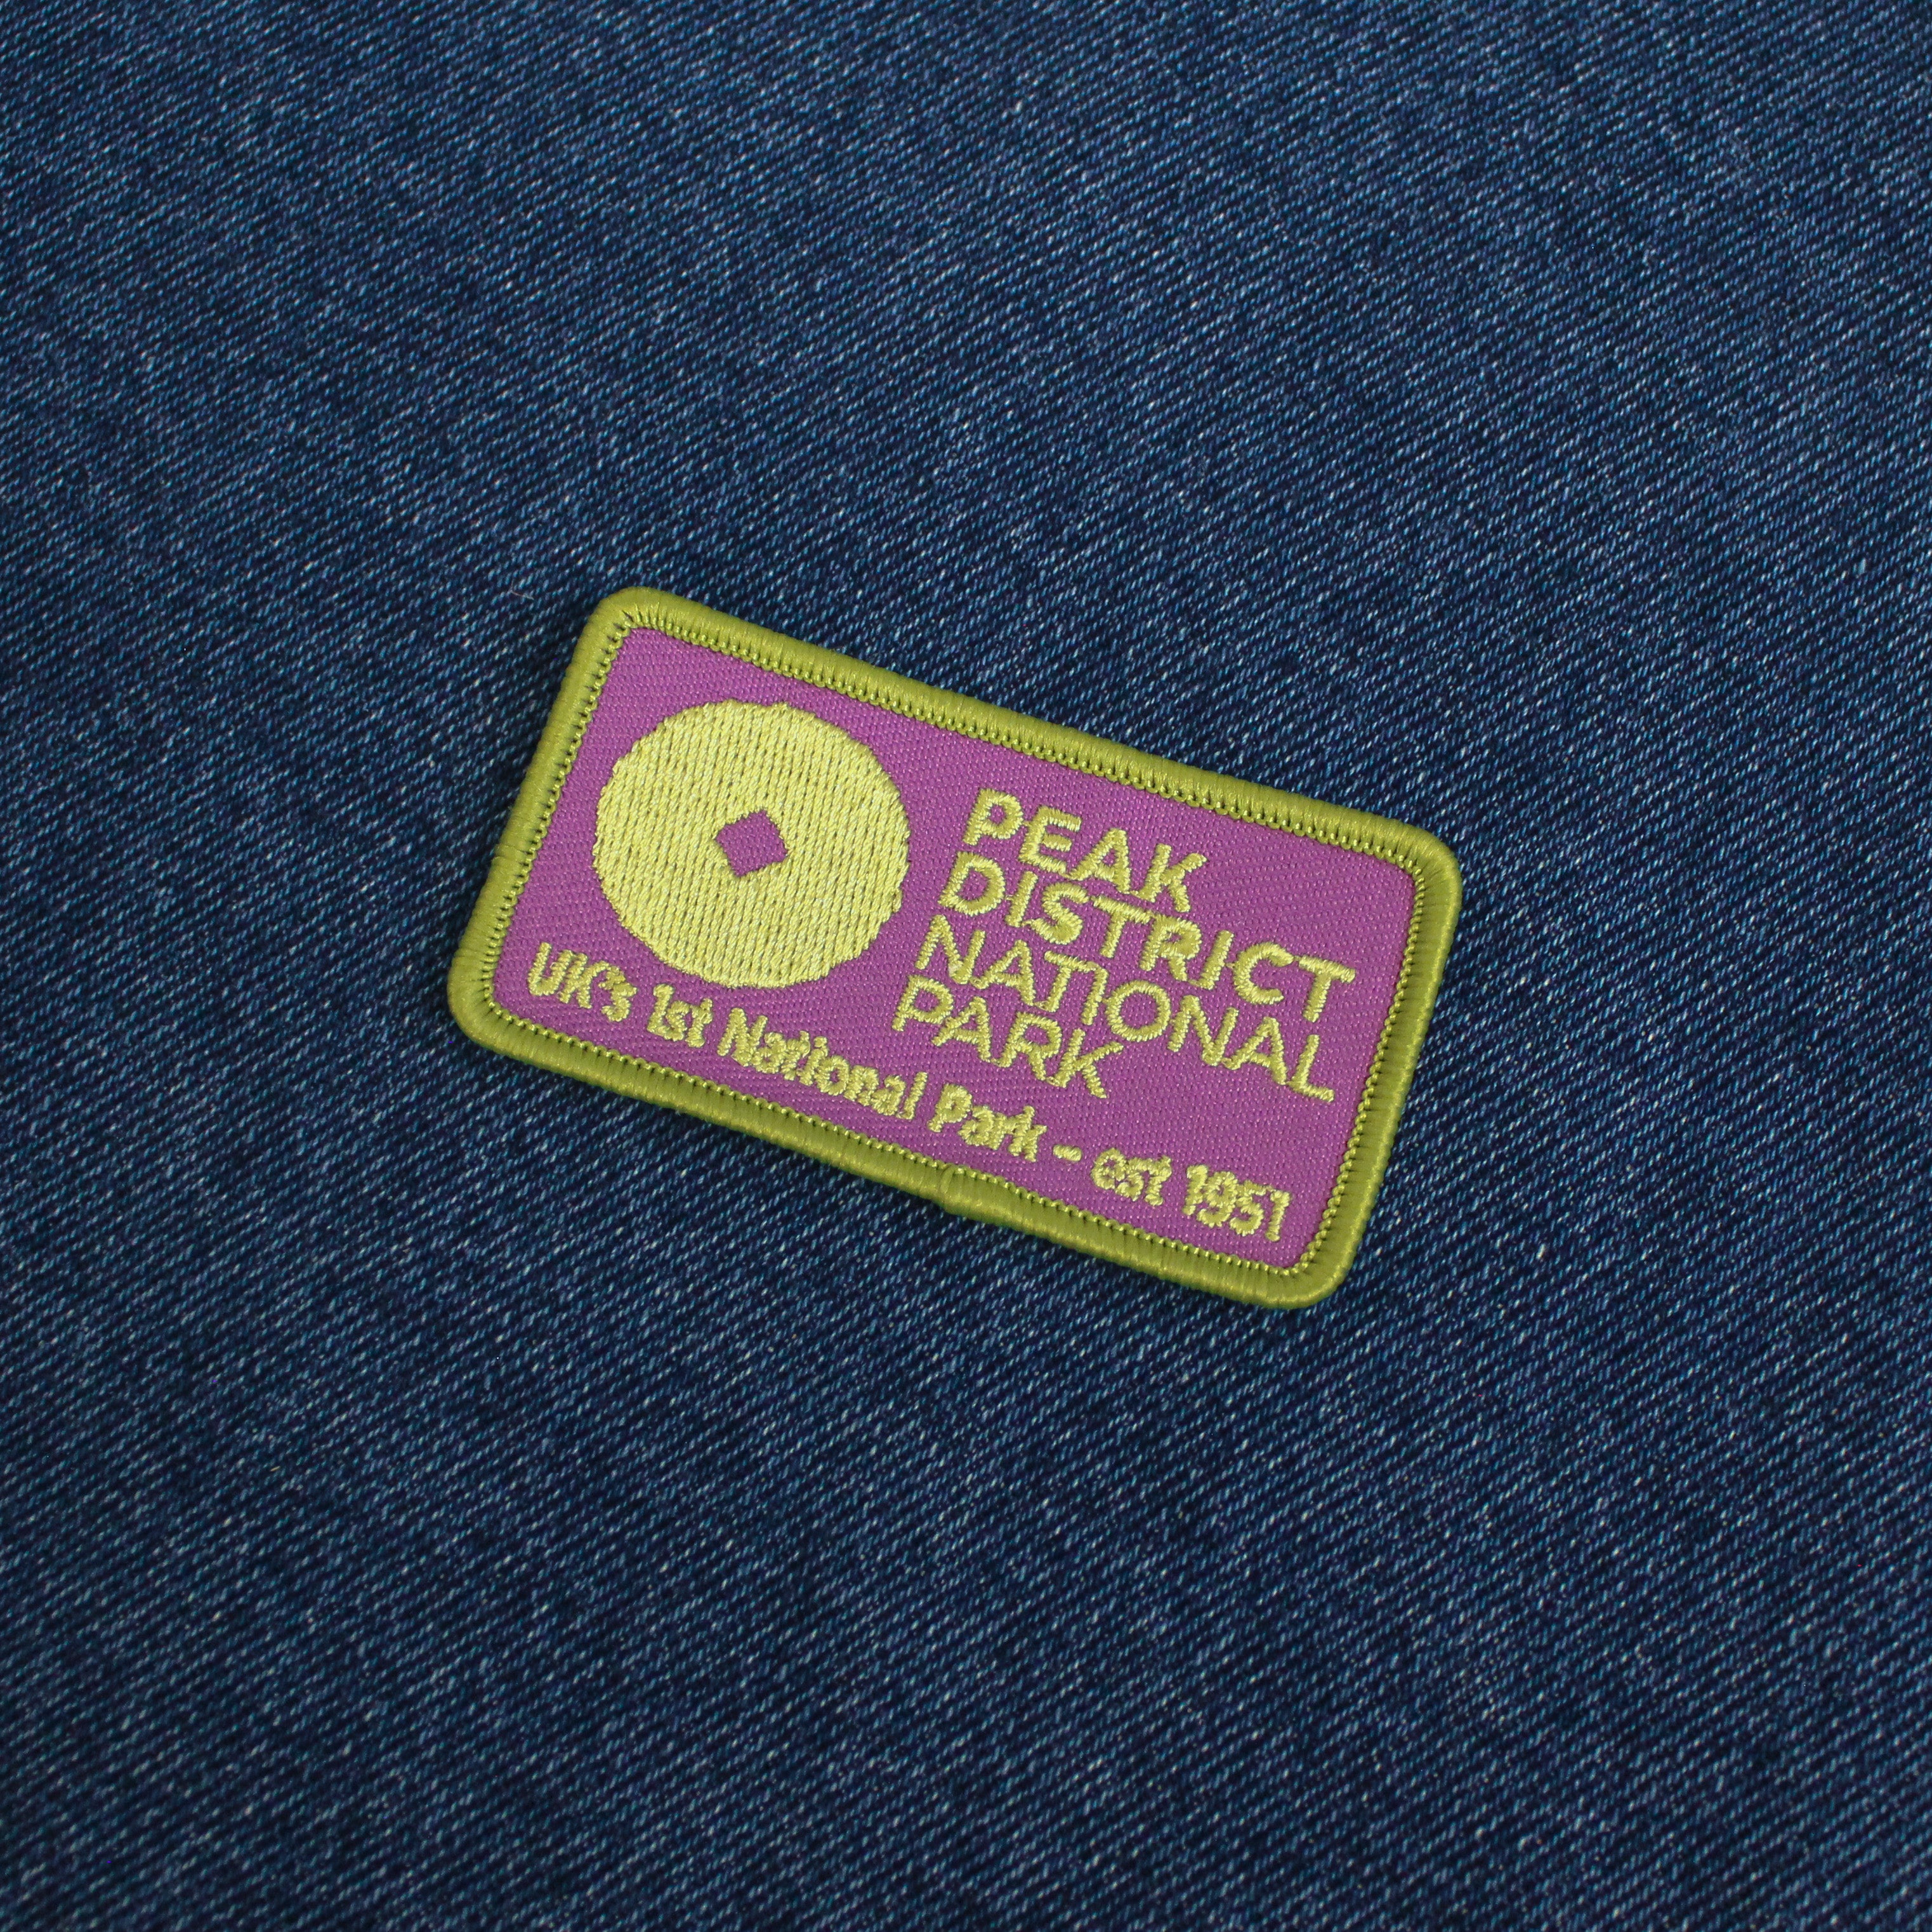 PEAK
DISTRICT
NATIONAL
PARK
UK's 1st National Park - est 1951